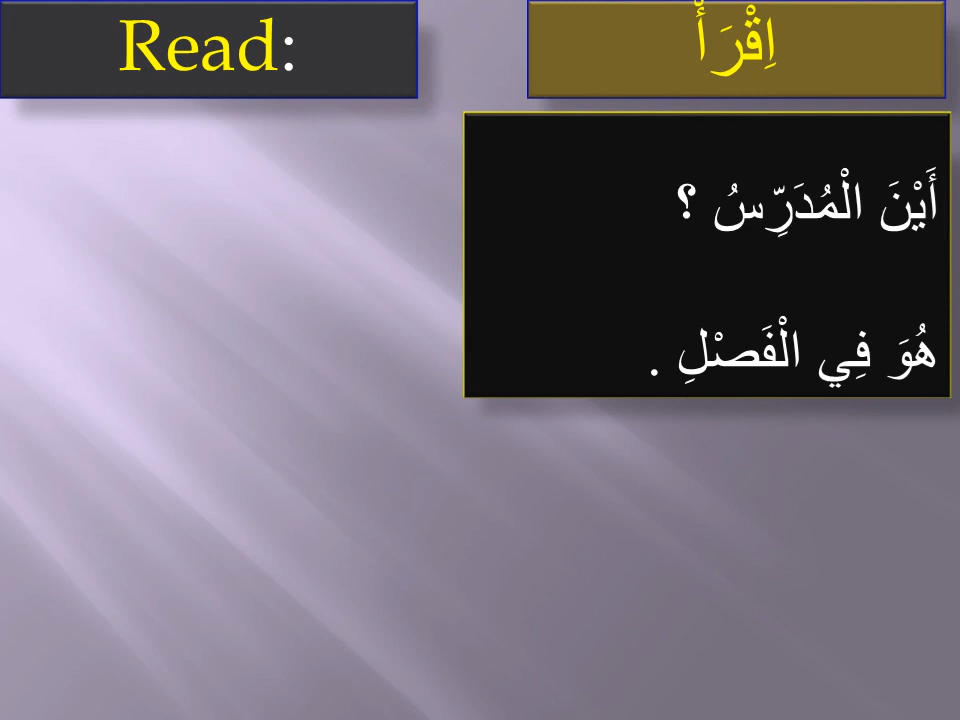 Read:
اِقْرَأْ
أَيْنَ الْمُدَرِّسُ ؟
هُوَ فِي الْفَصْلِ .